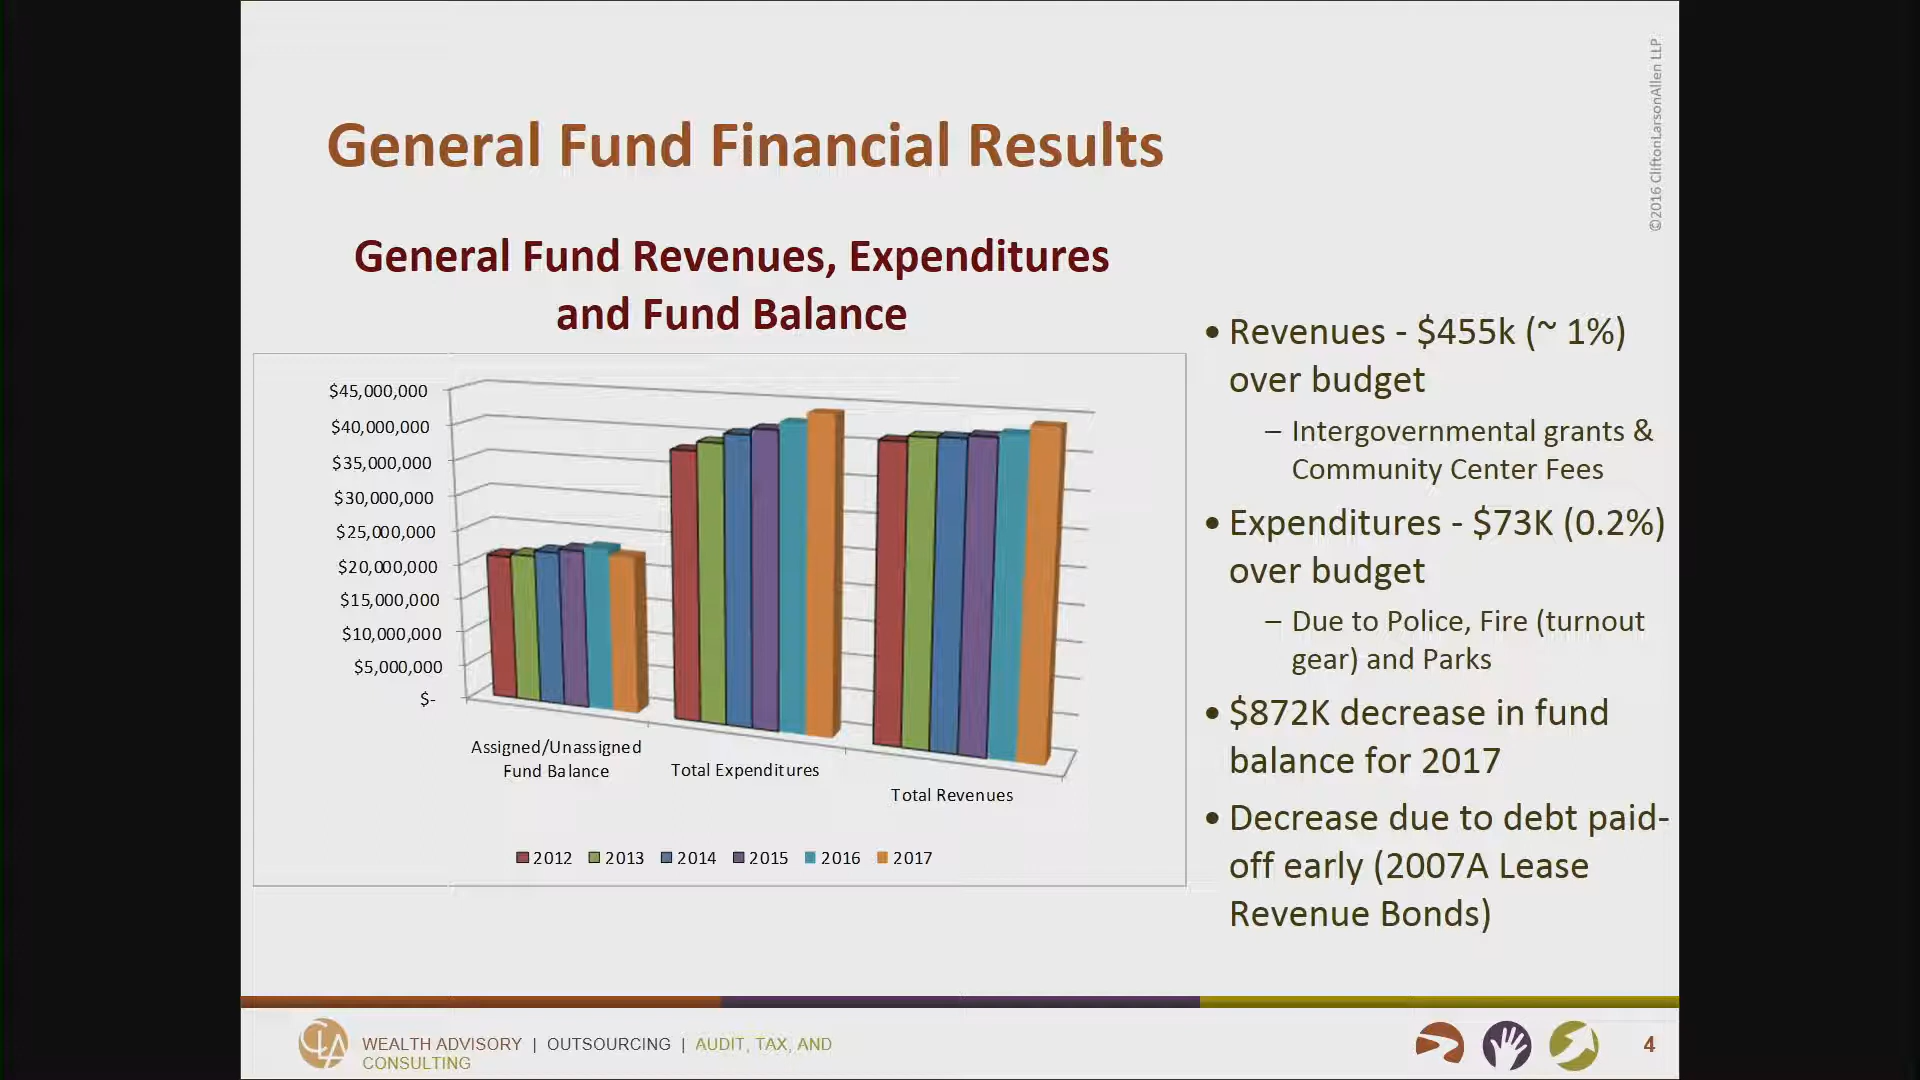 ©2016 CliftonLarsonAllen LLP
General Fund Financial Results
General Fund Revenues, Expenditures
and Fund Balance
$45,000,000
$40,000,000
$35,000,000
$30,000,000
$25,000,000
$20,000,000
$15,000,000
$10,000,000
$5,000,000
$-
Assigned/Unassigned
Fund Balance
Total Expenditures
Total Revenues
2012 2013 2014 2015 2016 2017
• Revenues - $455k (~ 1%)
over budget
– Intergovernmental grants &
Community Center Fees
• Expenditures - $73K (0.2%)
over budget
– Due to Police, Fire (turnout
gear) and Parks
• $872K decrease in fund
balance for 2017
• Decrease due to debt paid-
off early (2007A Lease
Revenue Bonds)
CLA
WEALTH ADVISORY | OUTSOURCING | AUDIT, TAX, AND
CONSULTING
4